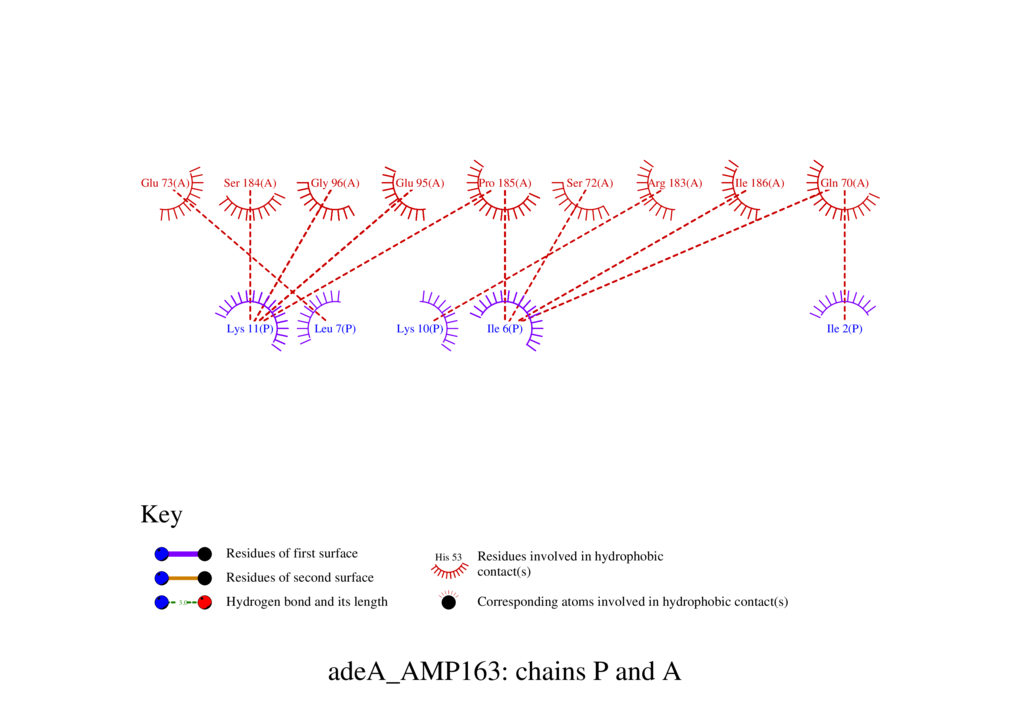 Glu 73(A) Ser 184(A) Gly 96(A) Glu 95(A) Pro 185(A) Ser 72(A) Arg 183(A) Ile 186(A) Gln 70(A)
Lys 11(P) Leu 7(P) Lys 10(P) Ile 6(P) Ile 2(P)
Key
Residues of first surface
Residues of second surface
3.0
Hydrogen bond and its length
His 53
Residues involved in hydrophobic
contact(s)
Corresponding atoms involved in hydrophobic contact(s)
adeA_AMP163: chains P and A